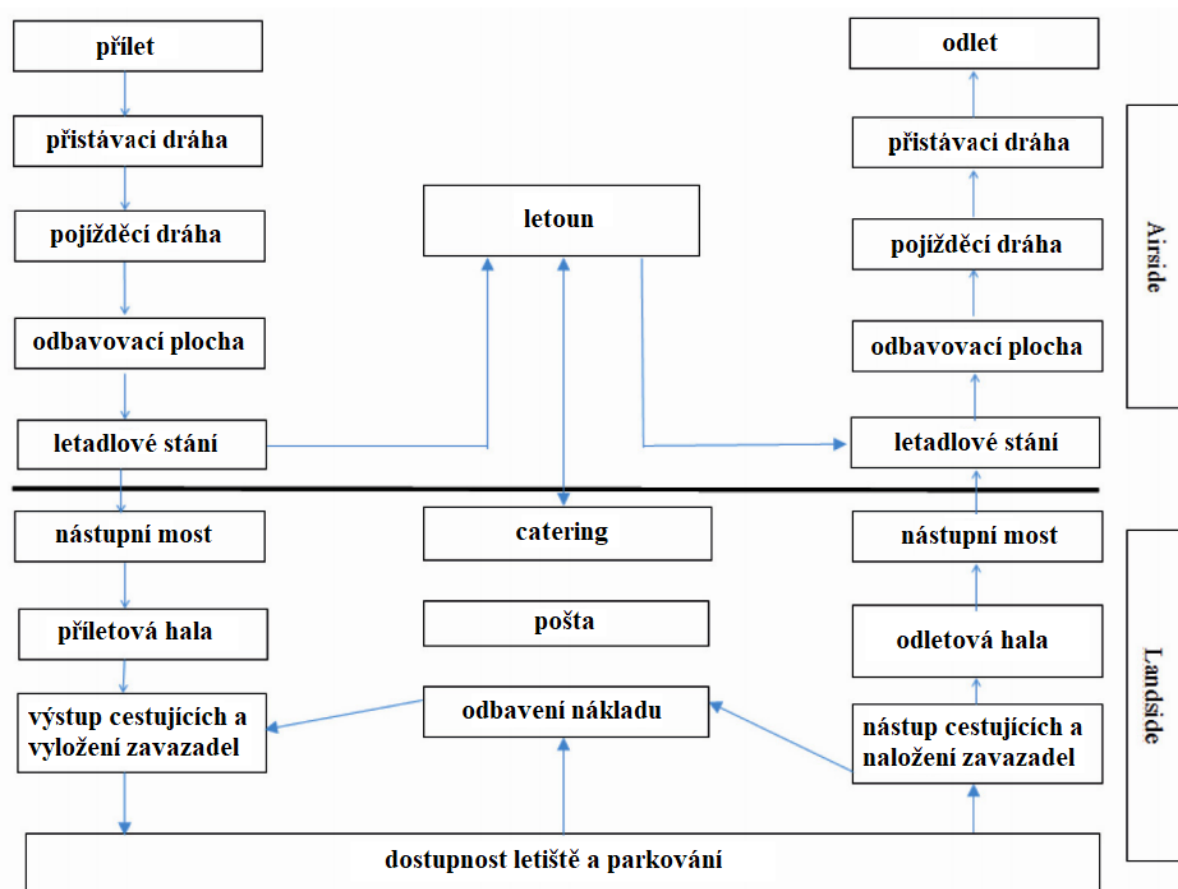 přílet
přistávací dráha
pojížděcí dráha
odbavovací plocha
letadlové stání
nástupní most
příletová hala
výstup cestujících a
vyložení zavazadel
letoun
catering
pošta
odbavení nákladu
odlet
přistávaci dráha
pojížděcí dráha
odbavovací plocha
letadlové stání
nástupní most
odletová hala
nástup cestujících a
naložení zavazadel
dostupnost letiště a parkování
Airside
Landside